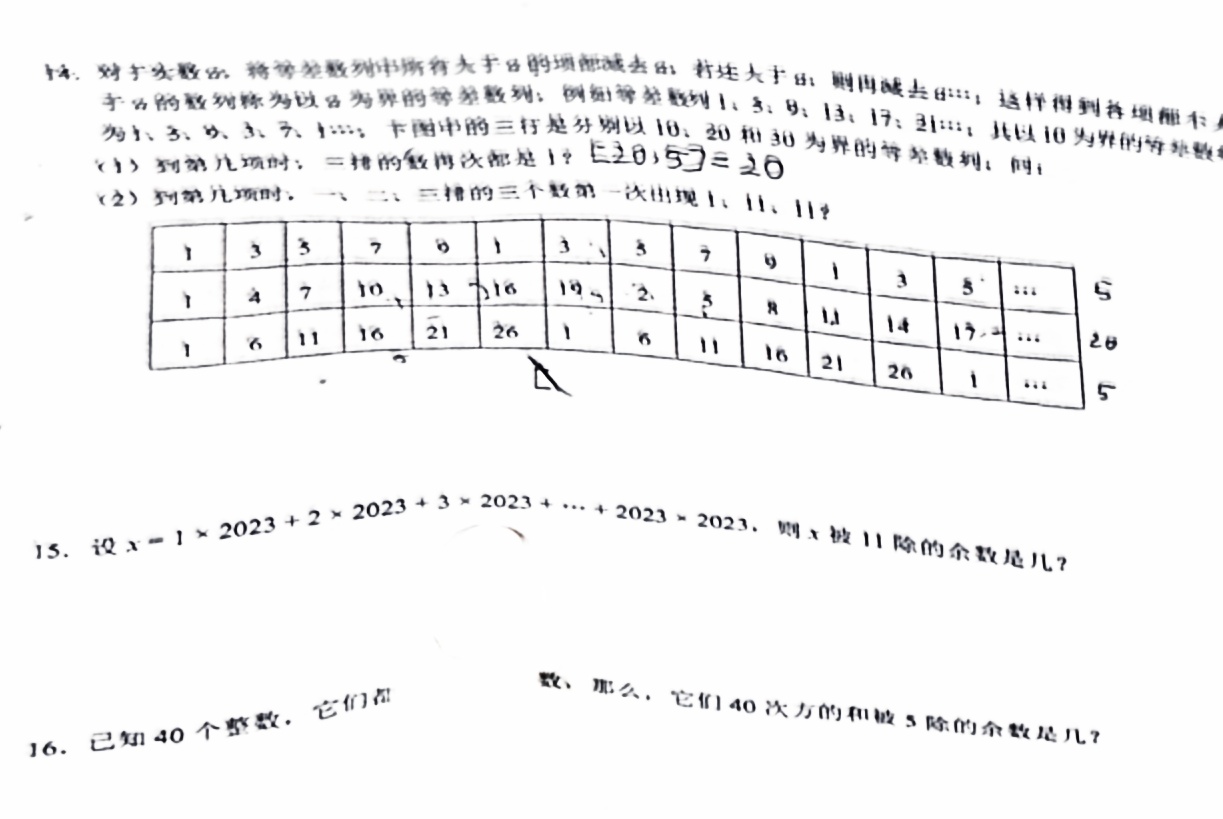 14. 对于实数a, 将等差数列中所有大于a的项都减去a; 若还大于a; 则再减去a…; 这样得到各项都不
于a的数列称为以a为界的等差数列; 例如等差数列1、5、9、13、17、21…; 其以10为界的等差数
为1、5、9、3、7、1…; 下图中的三行是分别以10、20和30为界的等差数列; 问:
(1) 到第几项时, 三排的数再次都是1? [20,5]=20
(2) 到第几项时, 一、二、三排的三个数第一次出现1、11、11?
1 3 5 7 9 1 3 5 7 9 1 3 5 … 5
1 4 7 10 13 16 19 2 5 8 11 14 17 … 20
1 6 11 16 21 26 1 6 11 16 21 26 1 … 5
15. 设x=1×2023+2×2023+3×2023+…+2023×2023, 则x被11除的余数是几?
16. 已知40个整数, 它们都 数、那么, 它们40次方的和被5除的余数是几?